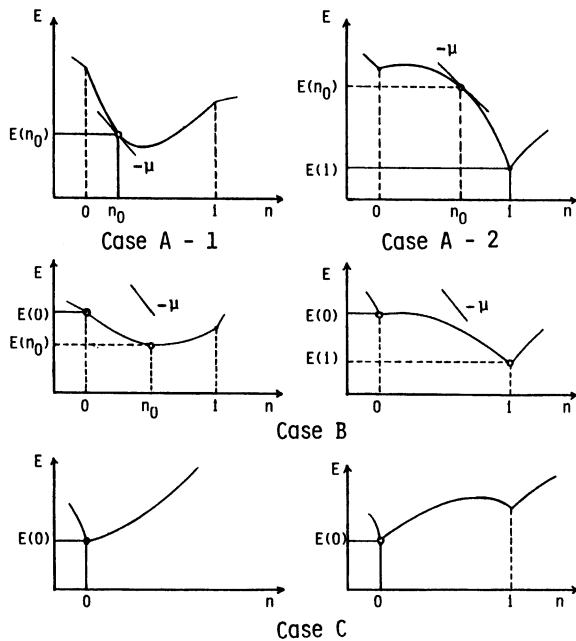 E
E
-μ
E(n₀)
E(n₀)
-μ
E(1)
0 n₀ 1 n
0 n₀ 1 n
Case A - 1
Case A - 2
E
E
-μ
-μ
E(0)
E(0)
E(n₀)
E(1)
0 n₀ 1 n
0 1 n
Case B
E
E
E(0)
E(0)
0 n
0 1 n
Case C